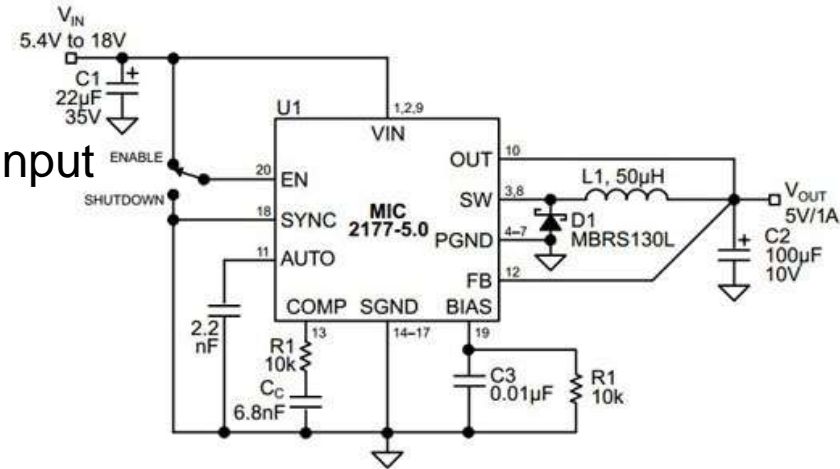 VIN
5.4V to 18V
C1
22µF
35V
+
nput
ENABLE
SHUTDOWN
U1
1,2,9
VIN
20
EN
18
SYNC
11
AUTO
MIC
2177-5.0
OUT
10
SW
3,8
PGND
4–7
FB
12
COMP
SGND
BIAS
13
14–17
19
L1, 50µH
D1
MBRS130L
VOUT
5V/1A
+
C2
100µF
10V
2.2
nF
R1
10k
CC
6.8nF
C3
0.01µF
R1
10k